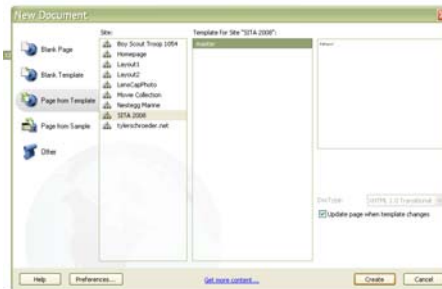 New Document
Site:
Template For Site "SITA 2008":
Blank Page
Blank Template
Page from Template
Page from Sample
Other
Boy Scout Troop 1054
Homepage
Layout1
Layout2
LensCapPhoto
Movie Collection
Nestegg Marine
SITA 2008
tylerschroeder.net
master
DocType:
XHTML 1.0 Transitional
Update page when template changes
Help
Preferences...
Get more content...
Create
Cancel